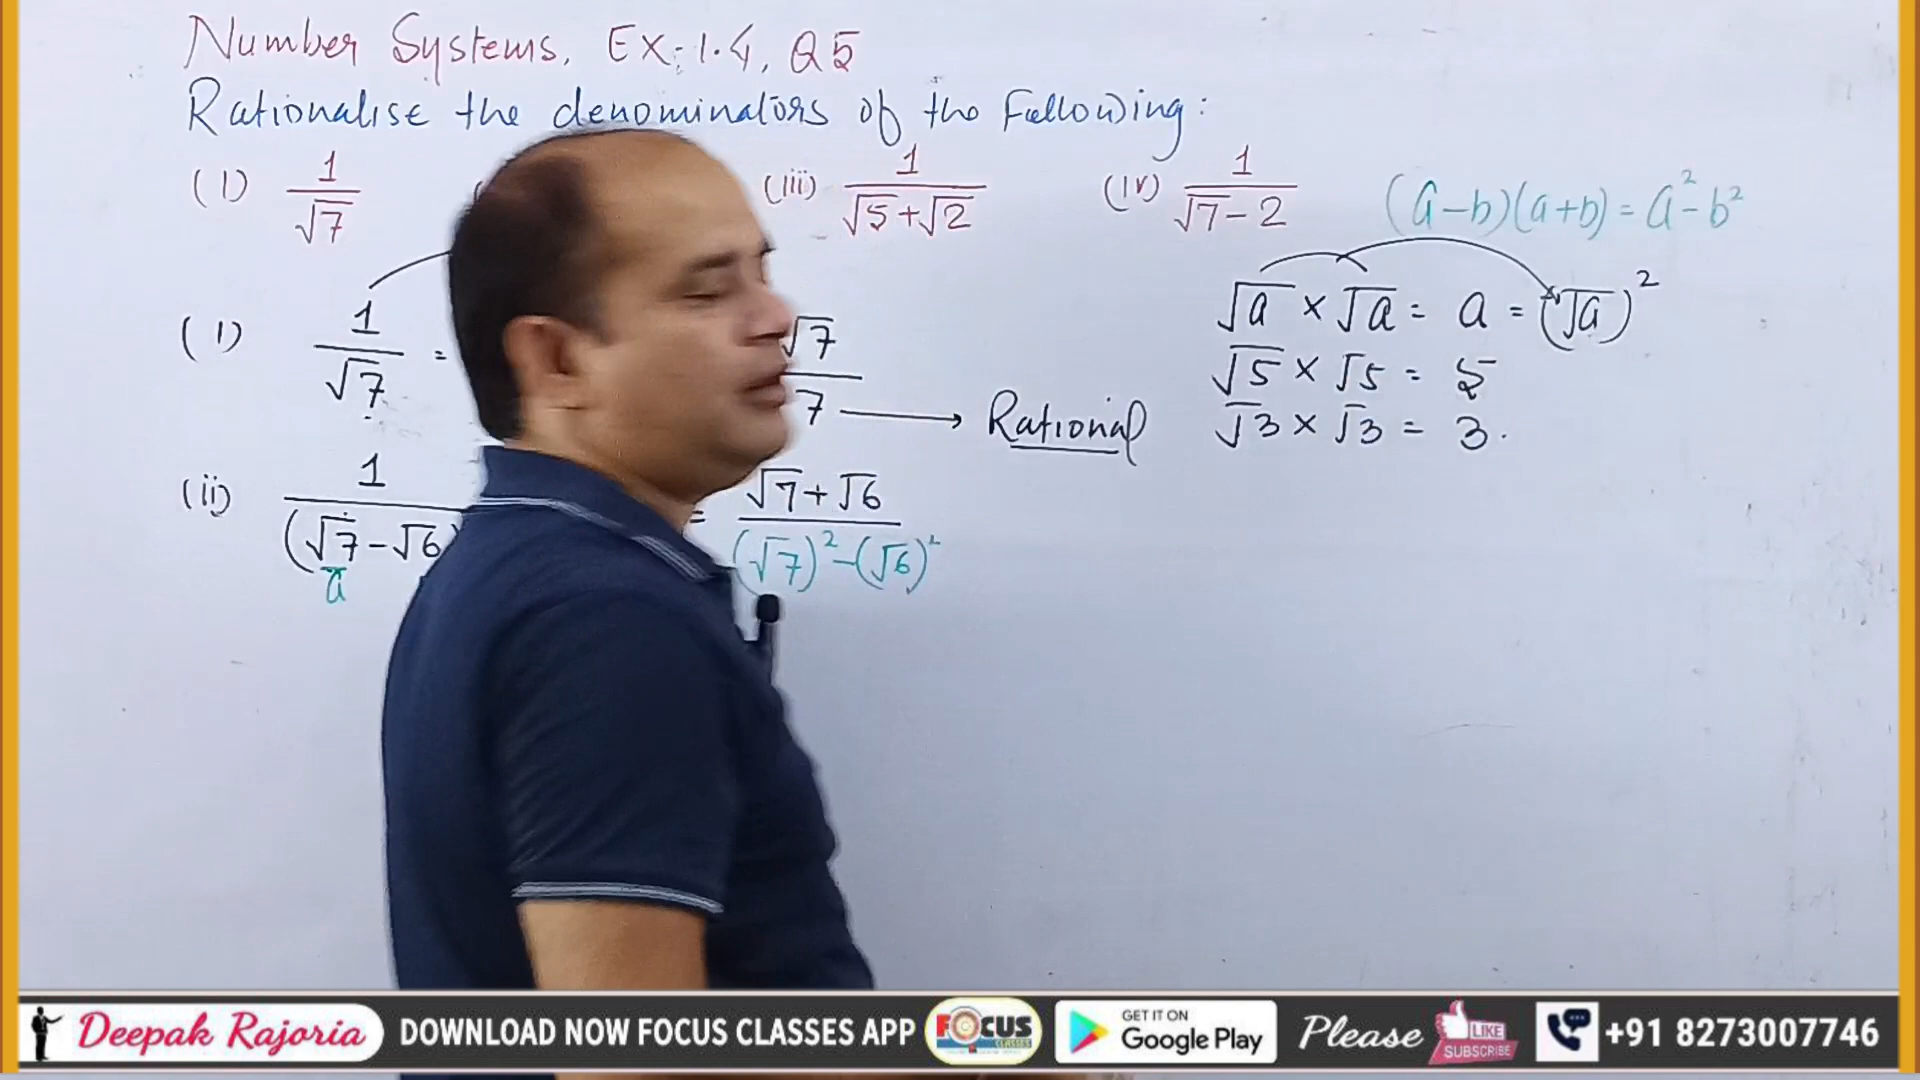 Number Systems, Ex: 1.4, Q5
Rationalise the denominators of the Following:
(i) 1/√7 (iii) 1/(√5+√2) (iv) 1/(√7-2) (a-b)(a+b) = a²-b²
√a × √a = a = (√a)²
(i) 1/√7 = √7/7 → Rational √5 × √5 = 5
√3 × √3 = 3.
(ii) 1/(√7-√6 = (√7+√6)/((√7)²-(√6)²)
a
Deepak Rajoria DOWNLOAD NOW FOCUS CLASSES APP FOCUS CLASSES GET IT ON Google Play Please LIKE SUBSCRIBE +91 8273007746